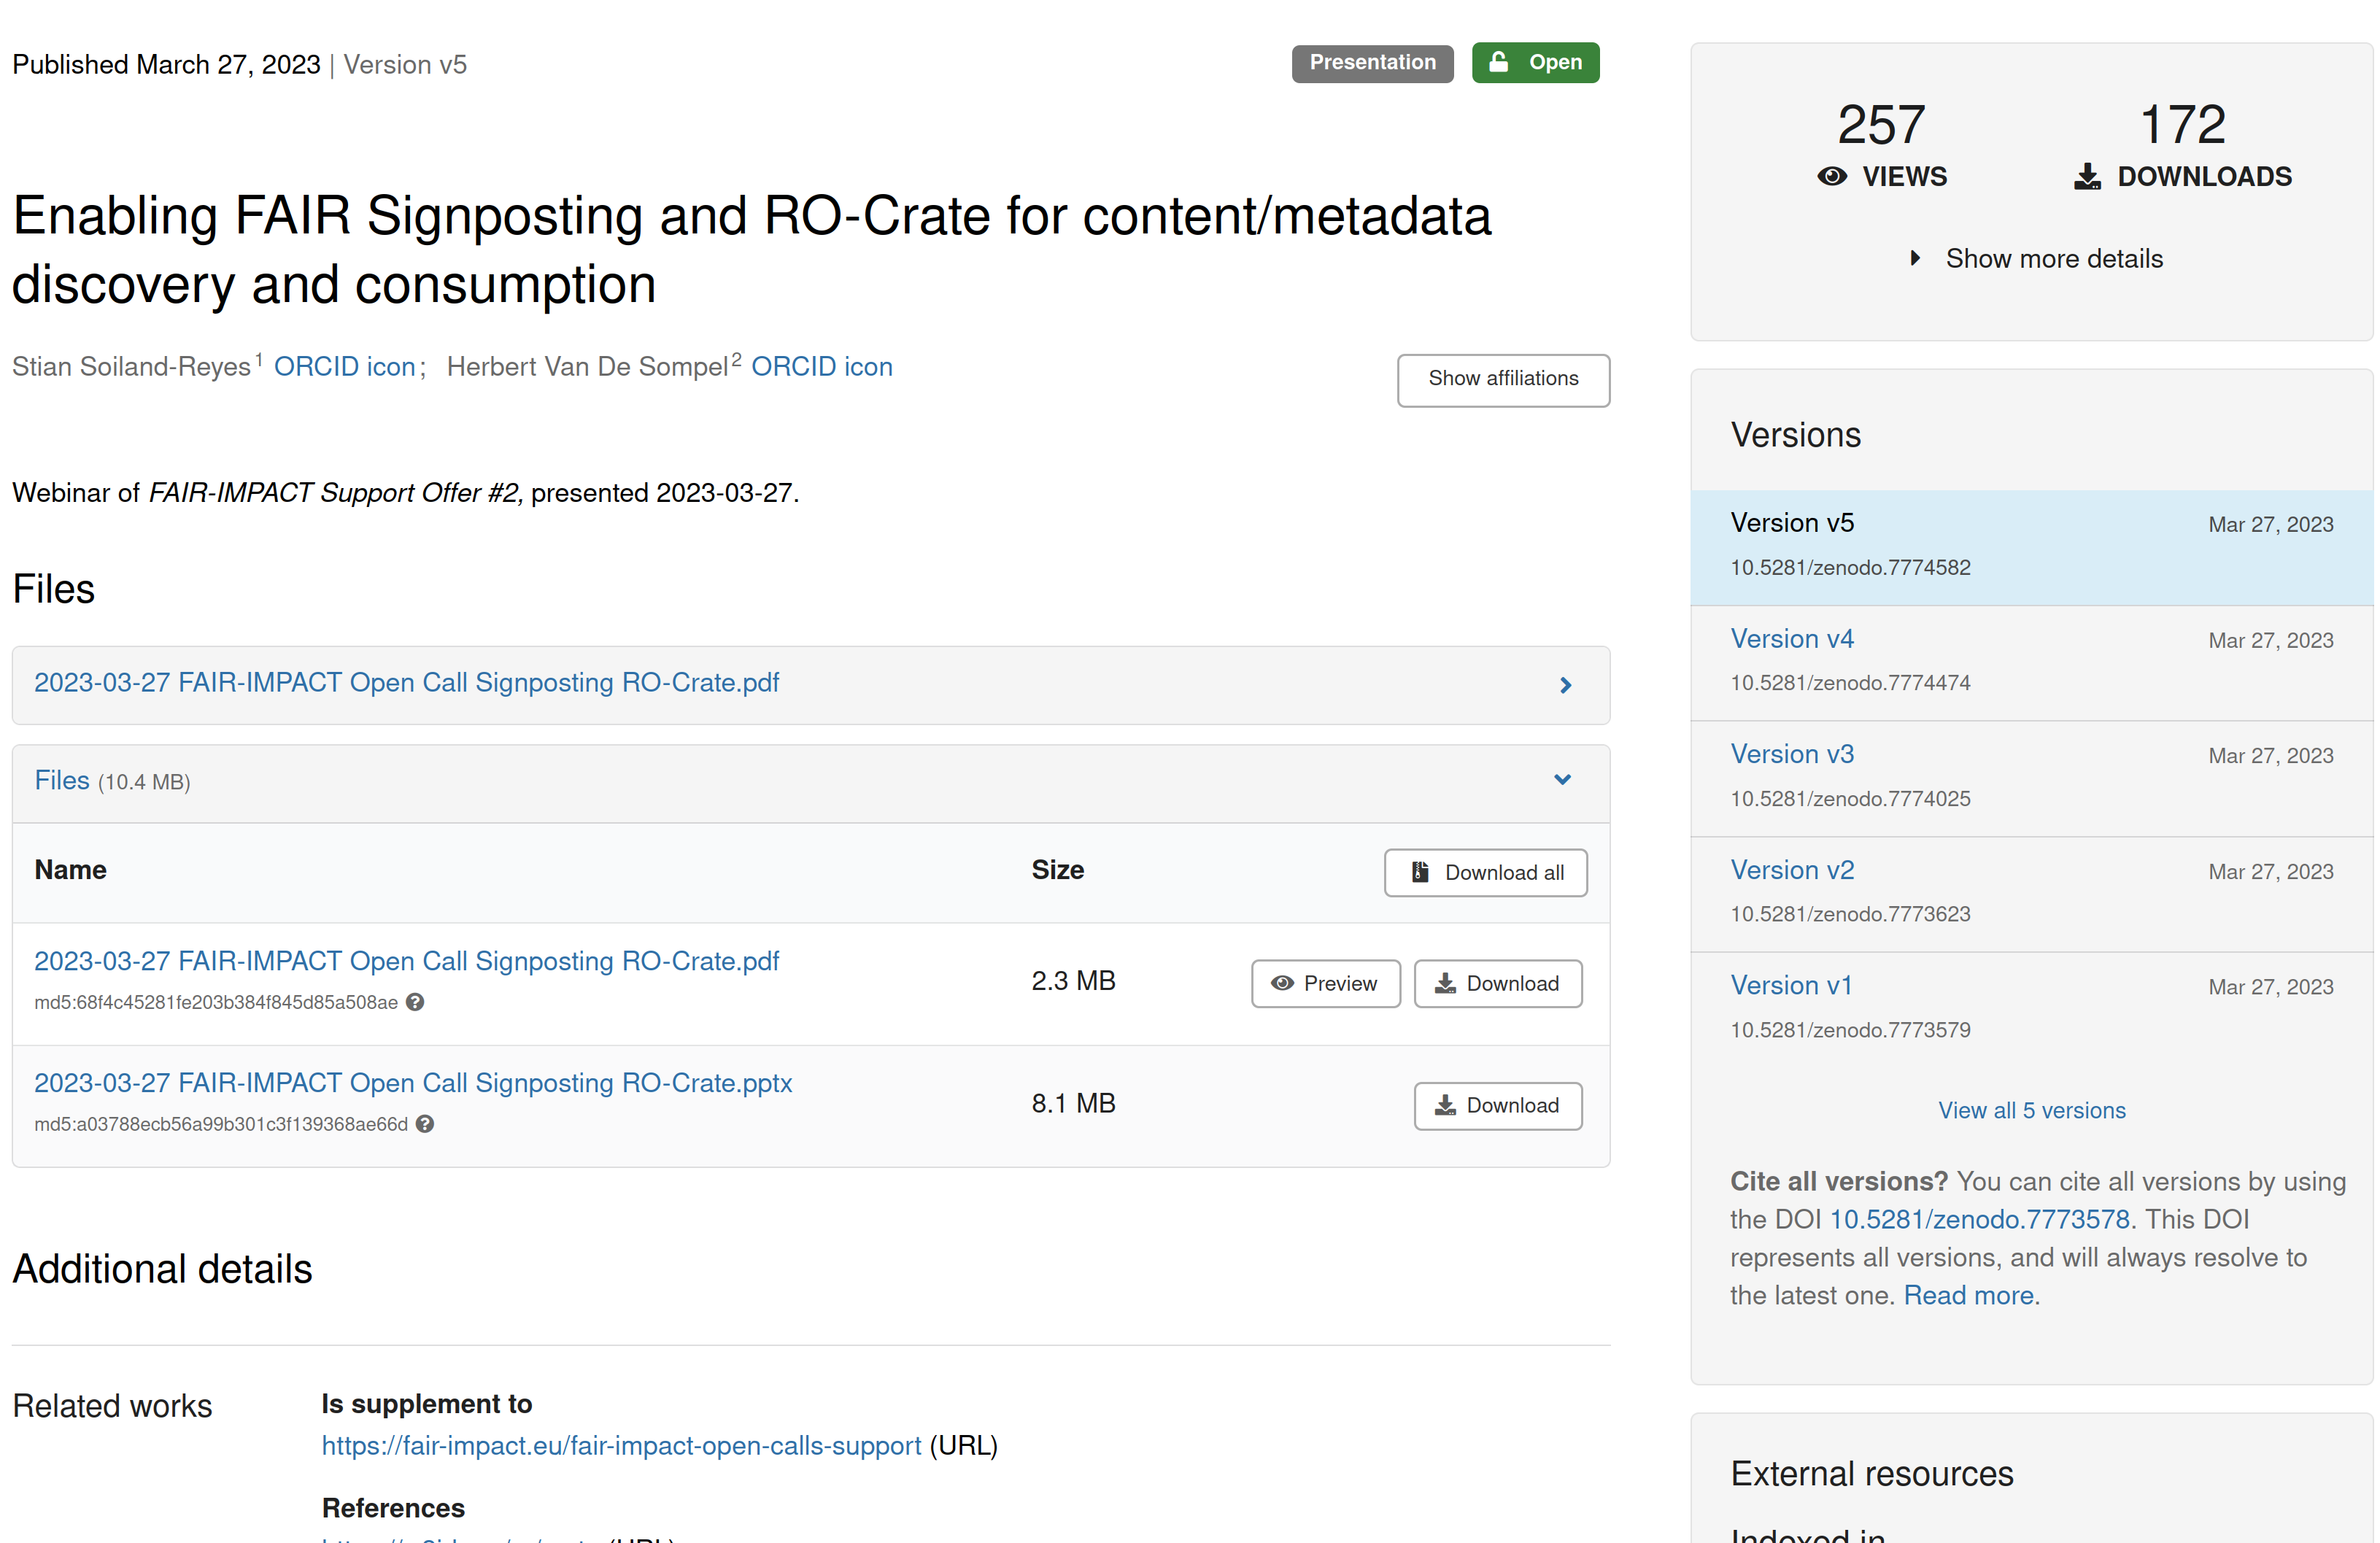 Published March 27, 2023 | Version v5
Presentation
Open
Enabling FAIR Signposting and RO-Crate for content/metadata
discovery and consumption
Stian Soiland-Reyes1 ORCID icon; Herbert Van De Sompel2 ORCID icon
Show affiliations
Webinar of FAIR-IMPACT Support Offer #2, presented 2023-03-27.
Files
2023-03-27 FAIR-IMPACT Open Call Signposting RO-Crate.pdf
Files (10.4 MB)
Name Size Download all
2023-03-27 FAIR-IMPACT Open Call Signposting RO-Crate.pdf
md5:68f4c45281fe203b384f845d85a508ae
2.3 MB Preview Download
2023-03-27 FAIR-IMPACT Open Call Signposting RO-Crate.pptx
md5:a03788ecb56a99b301c3f139368ae66d
8.1 MB Download
Additional details
Related works
Is supplement to
https://fair-impact.eu/fair-impact-open-calls-support (URL)
References
(URL)
257 172
VIEWS DOWNLOADS
Show more details
Versions
Version v5 Mar 27, 2023
10.5281/zenodo.7774582
Version v4 Mar 27, 2023
10.5281/zenodo.7774474
Version v3 Mar 27, 2023
10.5281/zenodo.7774025
Version v2 Mar 27, 2023
10.5281/zenodo.7773623
Version v1 Mar 27, 2023
10.5281/zenodo.7773579
View all 5 versions
Cite all versions? You can cite all versions by using
the DOI 10.5281/zenodo.7773578. This DOI
represents all versions, and will always resolve to
the latest one. Read more.
External resources
Indexed in